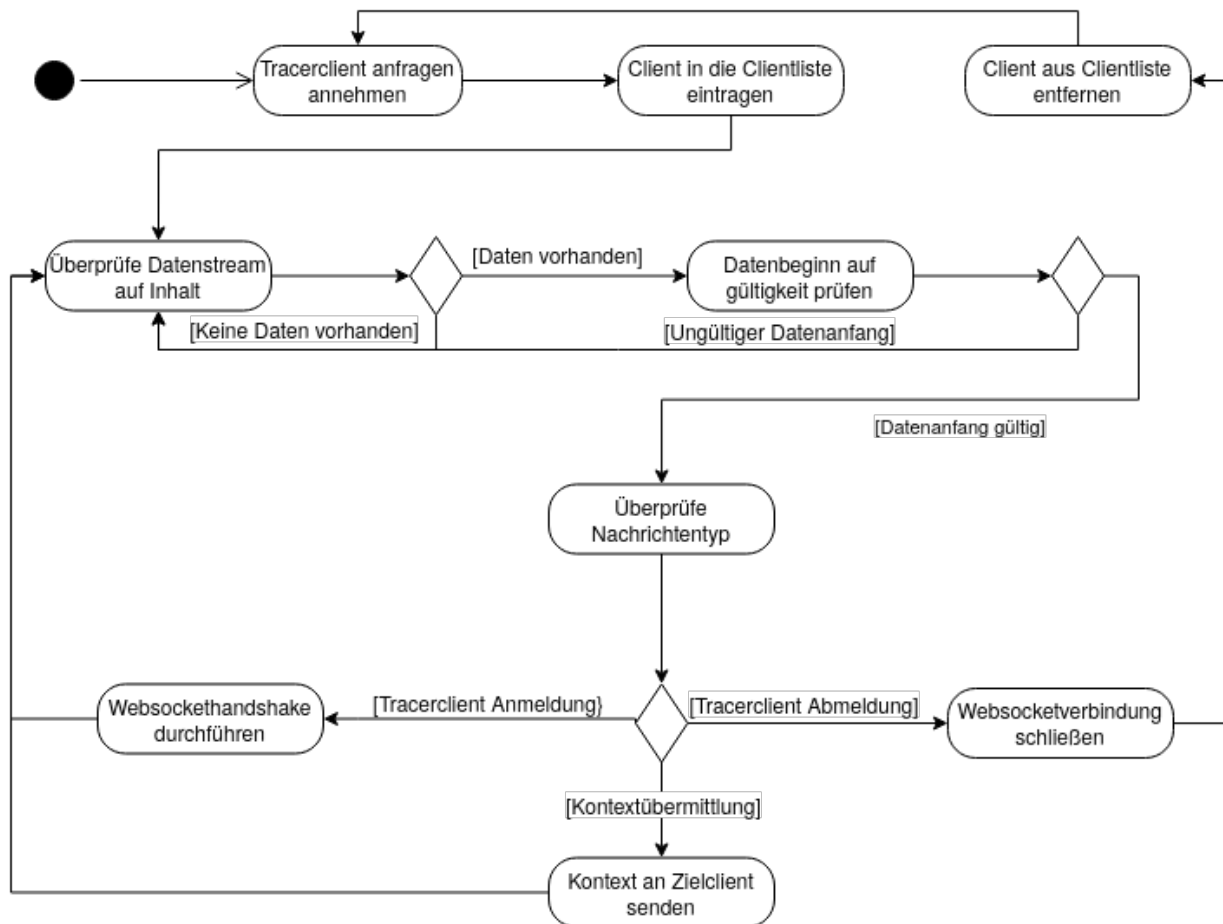 Tracerclient anfragen
annehmen
Client in die Clientliste
eintragen
Client aus Clientliste
entfernen
Überprüfe Datenstream
auf Inhalt
[Daten vorhanden]
Datenbeginn auf
gültigkeit prüfen
[Keine Daten vorhanden]
[Ungültiger Datenanfang]
[Datenanfang gültig]
Überprüfe
Nachrichtentyp
Websockethandshake
durchführen
[Tracerclient Anmeldung}
[Tracerclient Abmeldung]
Websocketverbindung
schließen
[Kontextübermittlung]
Kontext an Zielclient
senden